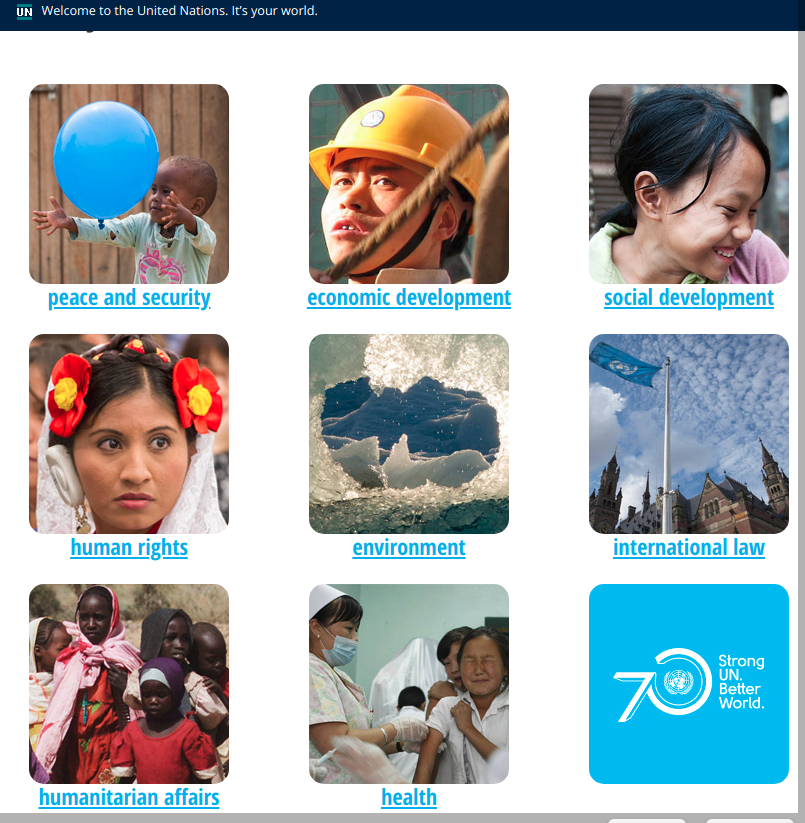 UN Welcome to the United Nations. It's your world.
peace and security
economic development
social development
human rights
environment
international law
humanitarian affairs
health
70
Strong
UN.
Better
World.